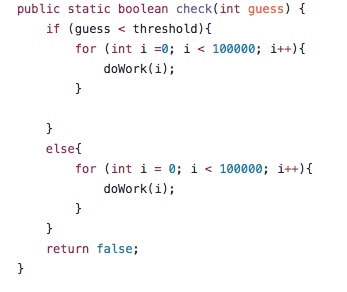 public static boolean check(int guess) {
    if (guess < threshold){
        for (int i =0; i < 100000; i++){
            doWork(i);
        }

    }
    else{
        for (int i = 0; i < 100000; i++){
            doWork(i);
        }
    }
    return false;
}